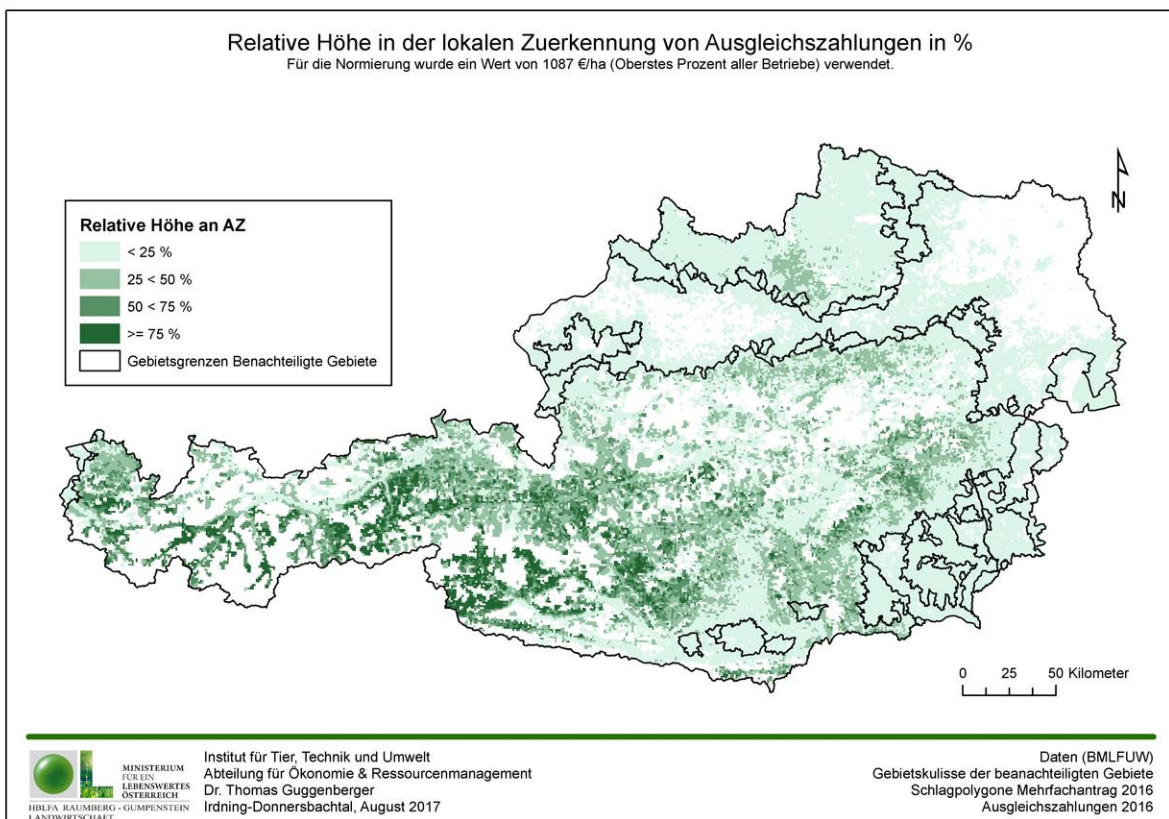 Relative Höhe in der lokalen Zuerkennung von Ausgleichszahlungen in %
Für die Normierung wurde ein Wert von 1087 €/ha (Oberstes Prozent aller Betriebe) verwendet.
N
Relative Höhe an AZ
< 25 %
25 < 50 %
50 < 75 %
>= 75 %
Gebietsgrenzen Benachteiligte Gebiete
0 25 50 Kilometer
MINISTERIUM
FÜR EIN
LEBENSWERTES
ÖSTERREICH
HBLFA RAUMBERG - GUMPENSTEIN
LANDWIRTSCHAFT
Institut für Tier, Technik und Umwelt
Abteilung für Ökonomie & Ressourcenmanagement
Dr. Thomas Guggenberger
Irdning-Donnersbachtal, August 2017
Daten (BMLFUW)
Gebietskulisse der beanachteiligten Gebiete
Schlagpolygone Mehrfachantrag 2016
Ausgleichszahlungen 2016